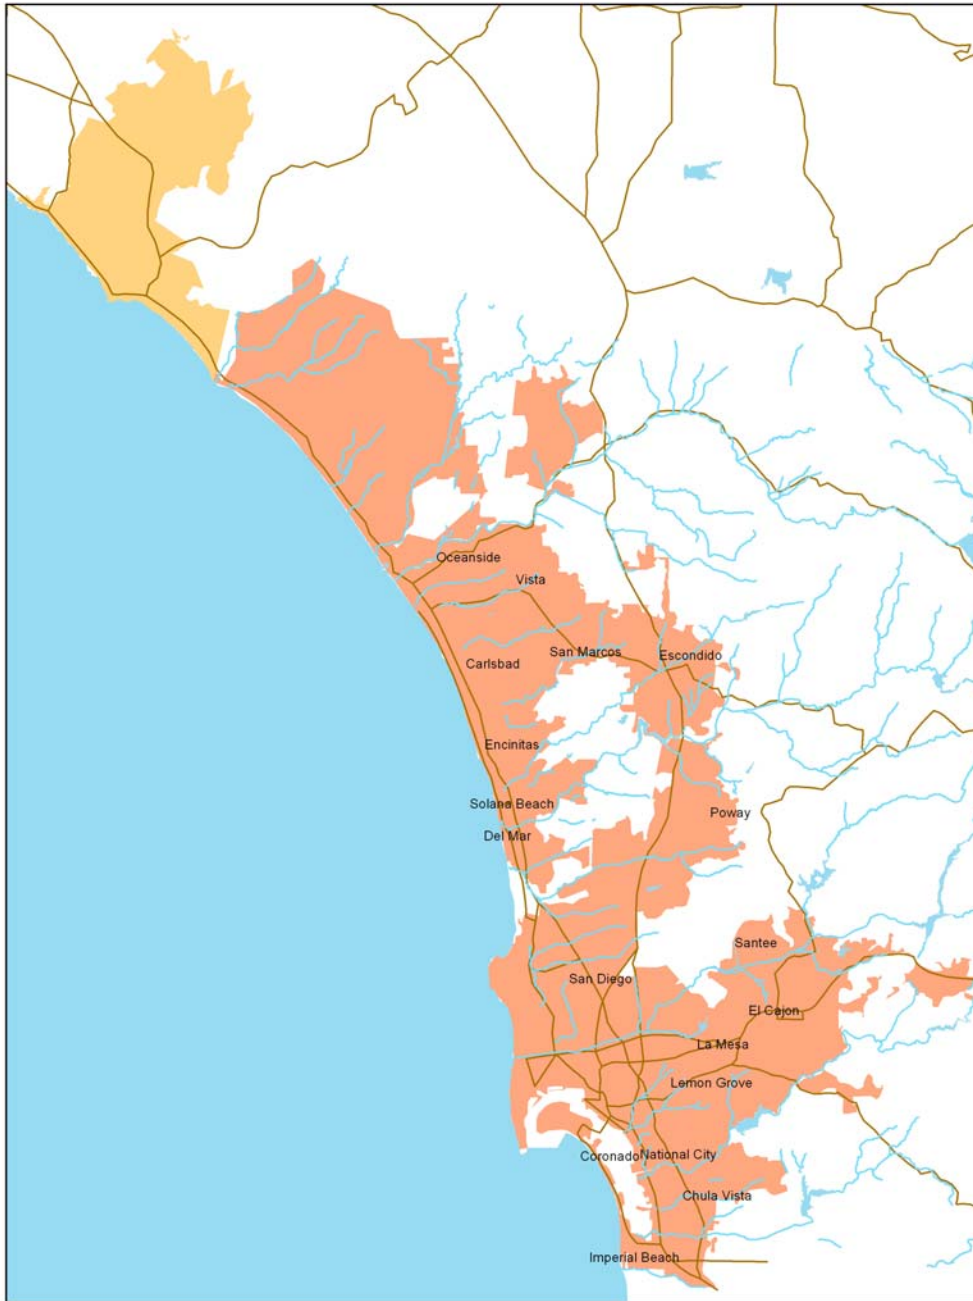 Oceanside
Vista
San Marcos
Escondido
Carlsbad
Encinitas
Solana Beach
Poway
Del Mar
Santee
San Diego
El Cajon
La Mesa
Lemon Grove
Coronado
National City
Chula Vista
Imperial Beach